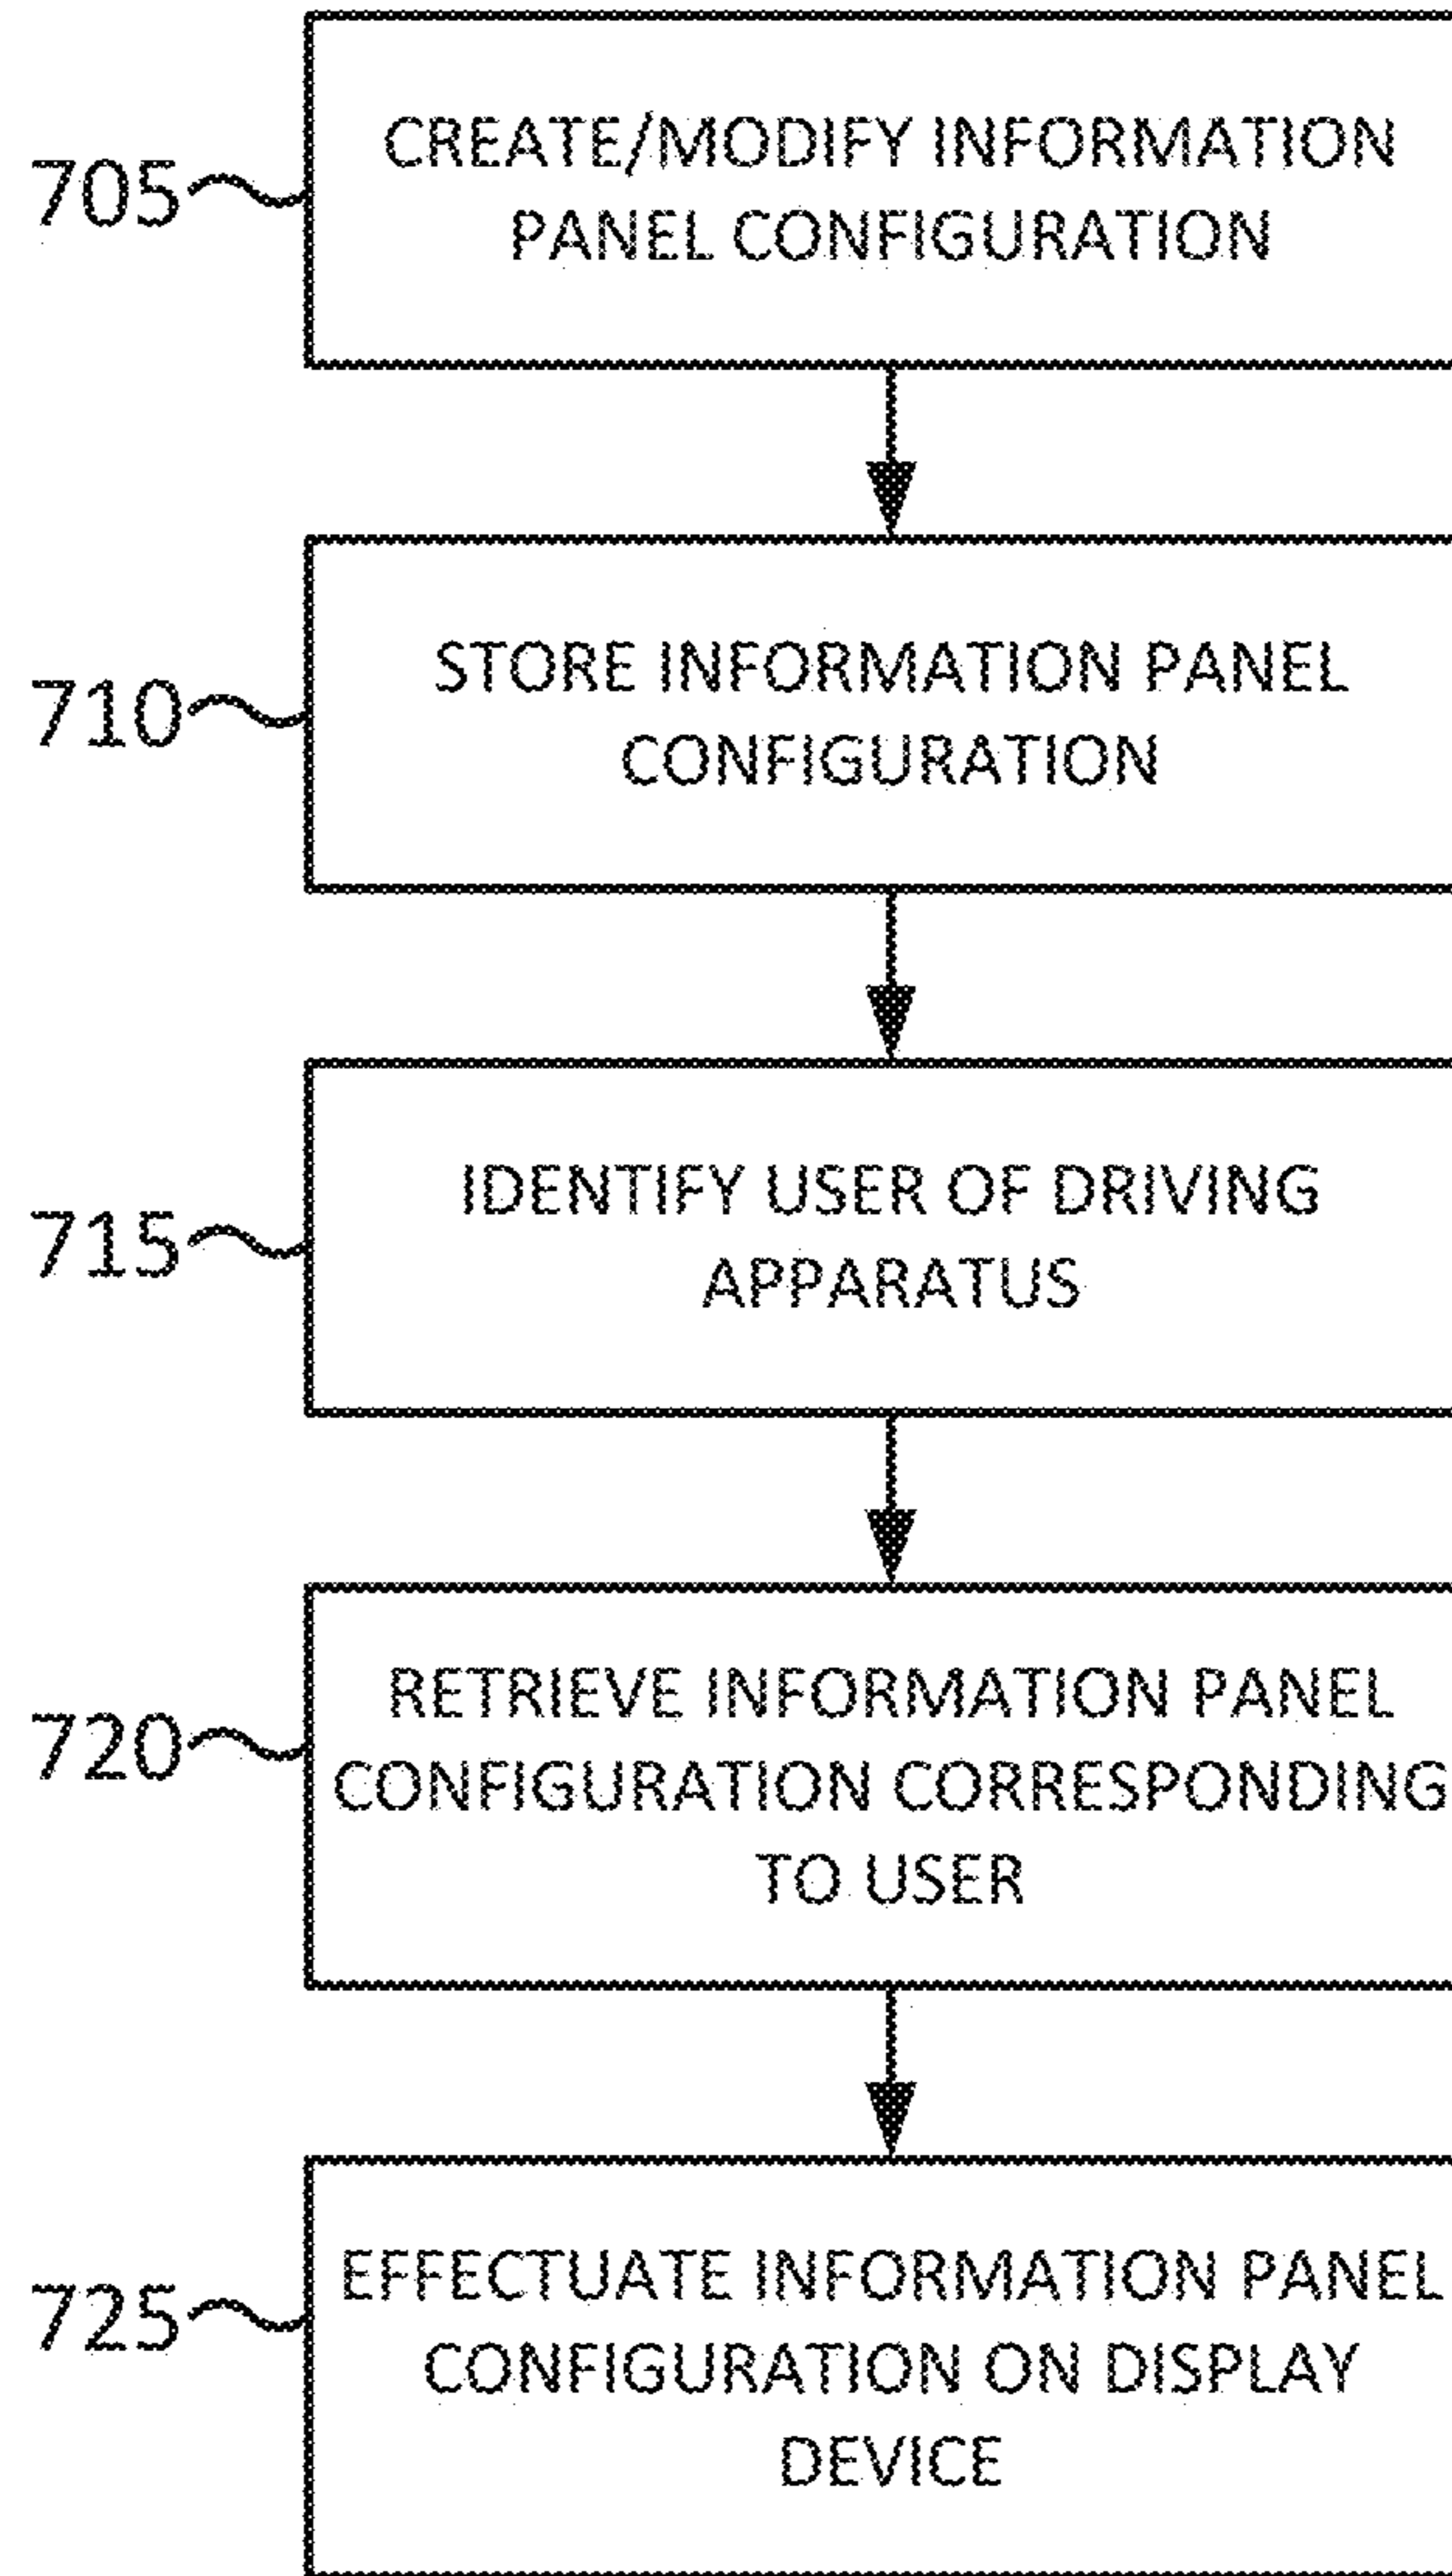 705
CREATE/MODIFY INFORMATION
PANEL CONFIGURATION
710
STORE INFORMATION PANEL
CONFIGURATION
715
IDENTIFY USER OF DRIVING
APPARATUS
720
RETRIEVE INFORMATION PANEL
CONFIGURATION CORRESPONDING
TO USER
725
EFFECTUATE INFORMATION PANEL
CONFIGURATION ON DISPLAY
DEVICE